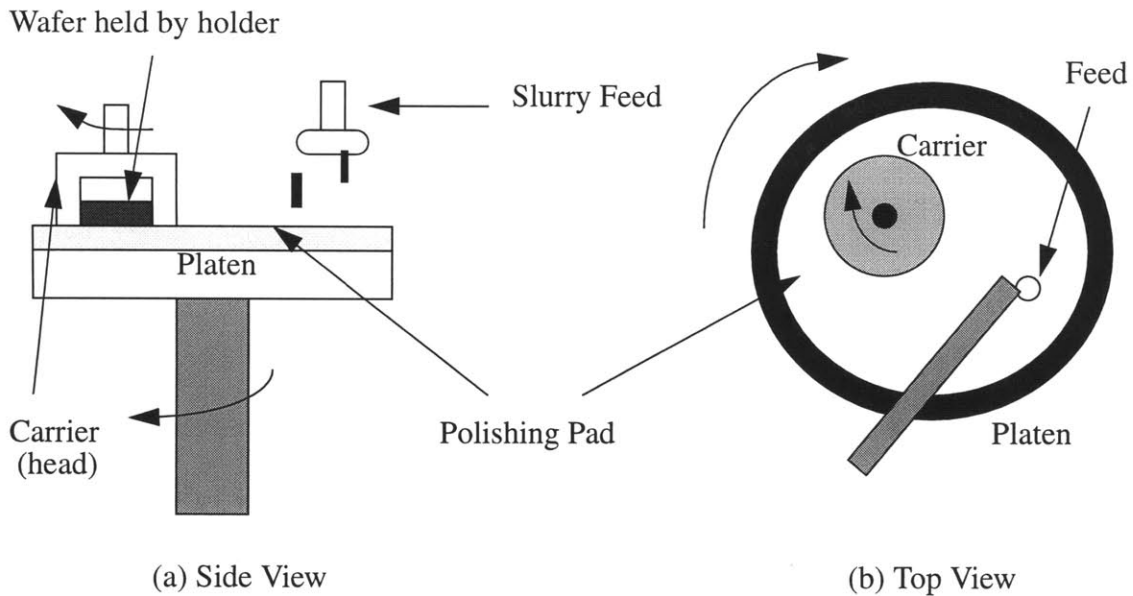 Wafer held by holder
Slurry Feed
Platen
Carrier
(head)
Polishing Pad
(a) Side View
Feed
Carrier
Platen
(b) Top View